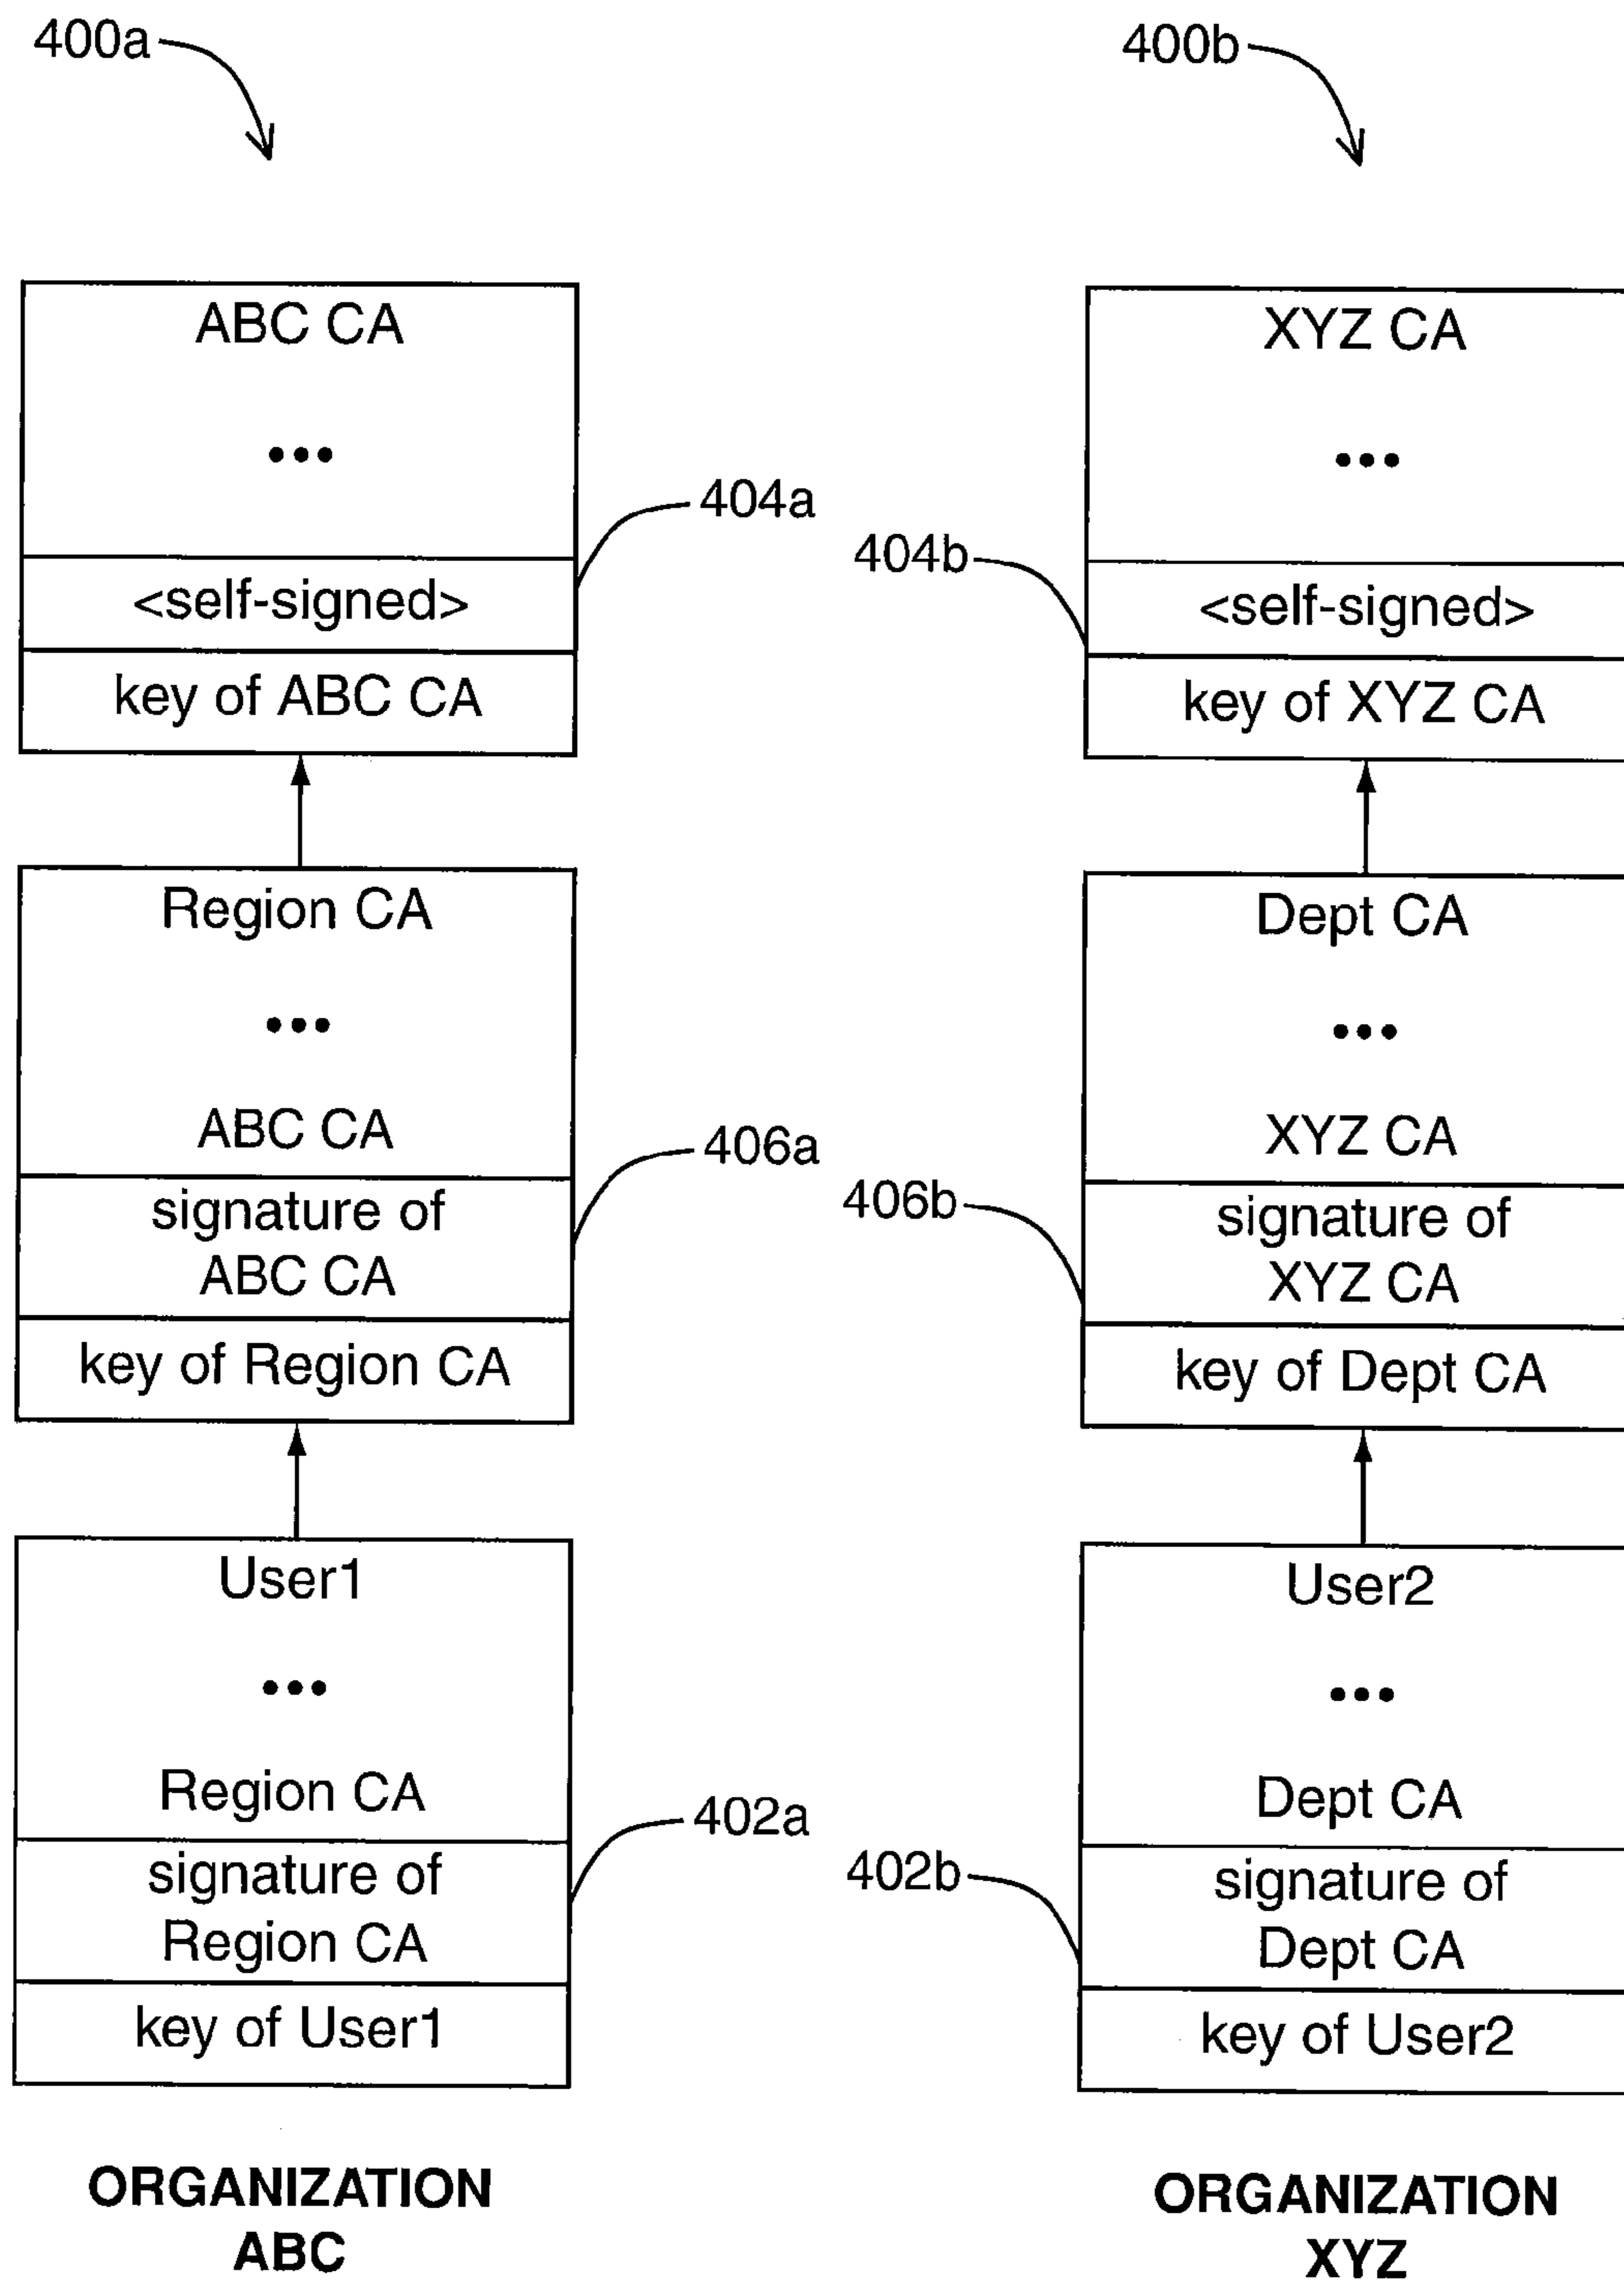 400a
400b
ABC CA
•••
<self-signed>
key of ABC CA
404a
Region CA
•••
ABC CA
signature of
ABC CA
key of Region CA
406a
User1
•••
Region CA
signature of
Region CA
key of User1
402a
ORGANIZATION
ABC
XYZ CA
•••
<self-signed>
key of XYZ CA
404b
Dept CA
•••
XYZ CA
signature of
XYZ CA
key of Dept CA
406b
User2
•••
Dept CA
signature of
Dept CA
key of User2
402b
ORGANIZATION
XYZ